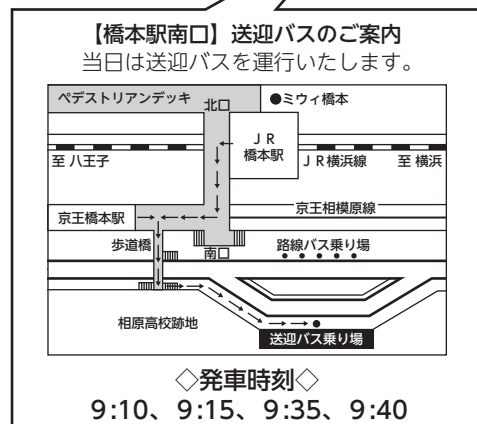 【橋本駅南口】送迎バスのご案内
当日は送迎バスを運行いたします。
ペデストリアンデッキ
北口
●ミウィ橋本
ＪＲ
橋本駅
至 八王子
ＪＲ横浜線
至 横浜
京王橋本駅
京王相模原線
歩道橋
南口
路線バス乗り場
相原高校跡地
送迎バス乗り場
◇発車時刻◇
9:10、9:15、9:35、9:40